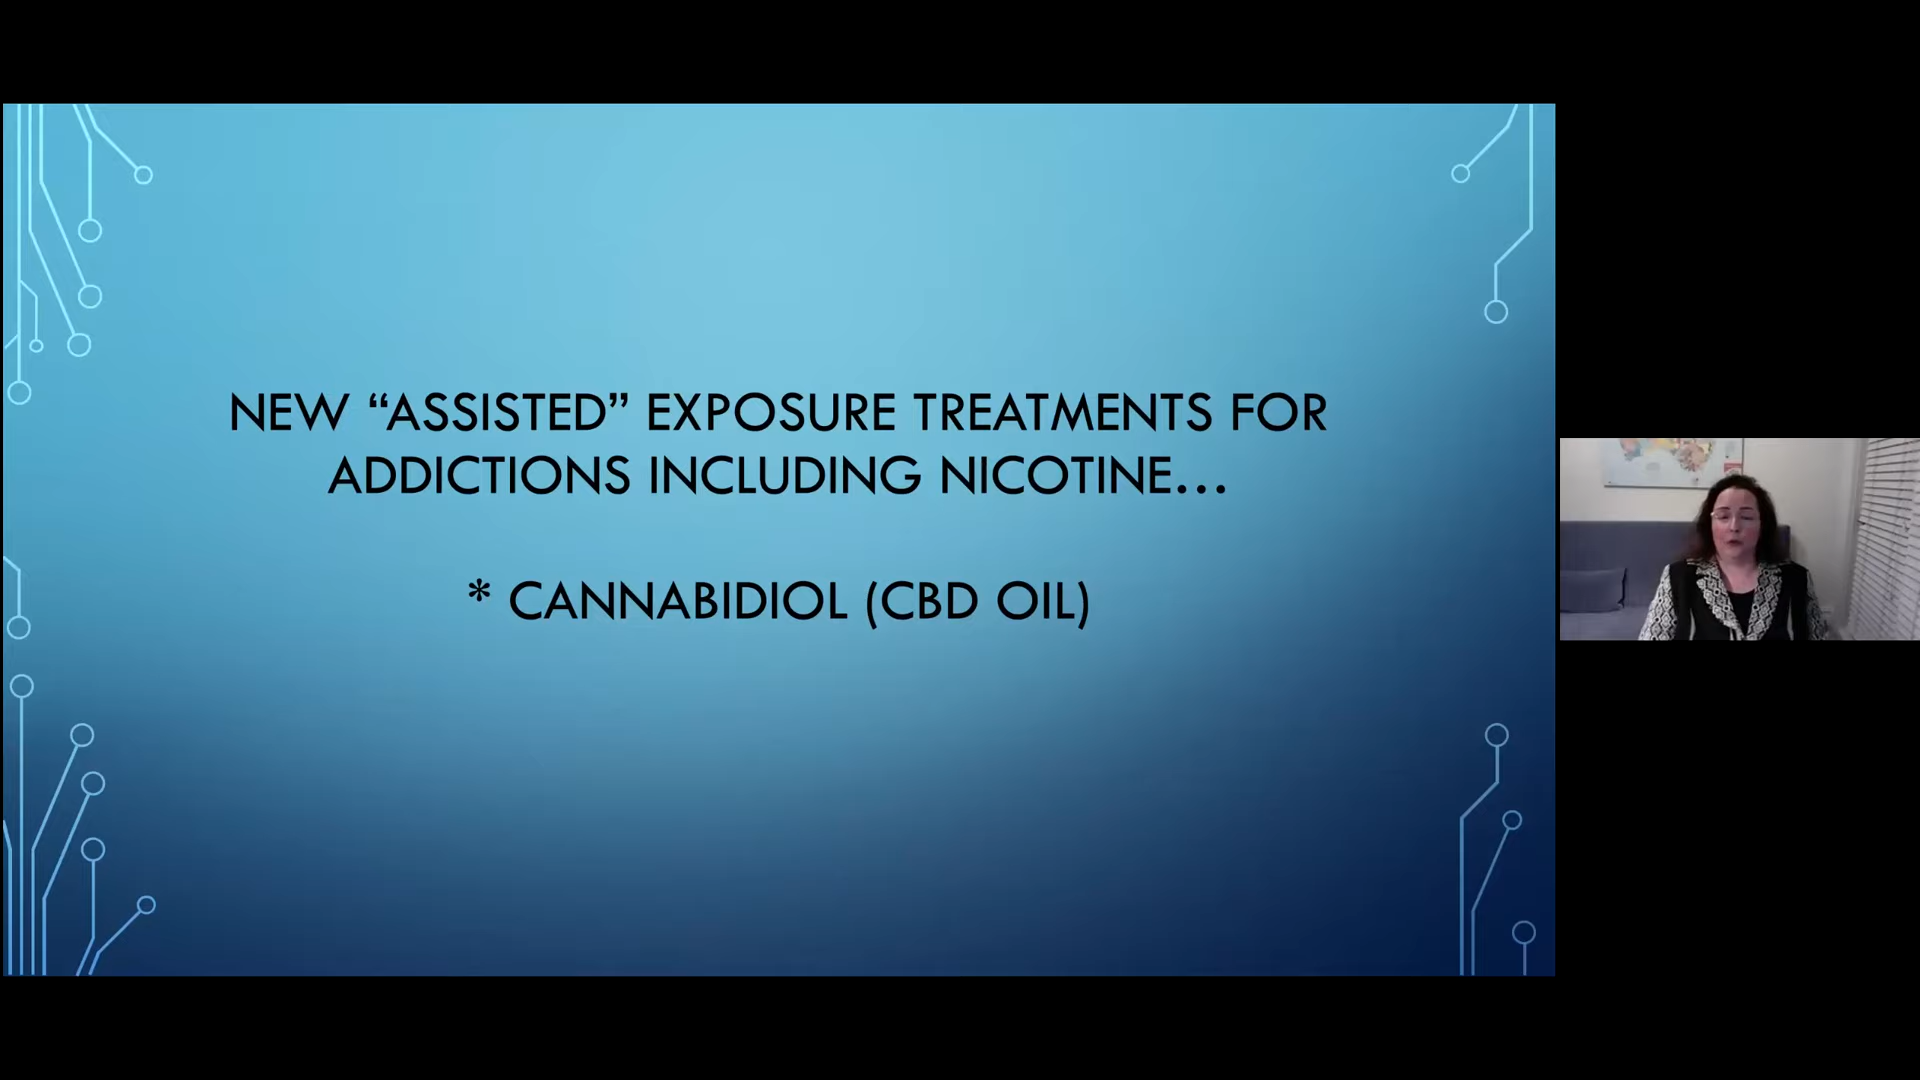 NEW “ASSISTED” EXPOSURE TREATMENTS FOR
ADDICTIONS INCLUDING NICOTINE…
* CANNABIDIOL (CBD OIL)